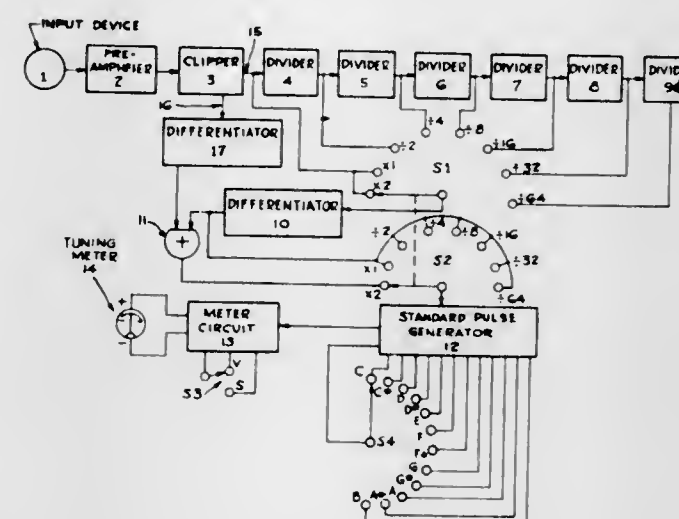 INPUT DEVICE
1
PRE-
AMPLIFIER
2
CLIPPER
3
15
DIVIDER
4
DIVIDER
5
DIVIDER
6
DIVIDER
7
DIVIDER
8
DIVID
9
16
DIFFERENTIATOR
17
÷4
÷8
÷2
÷16
X1
S1
÷32
X2
÷64
DIFFERENTIATOR
10
11
+
÷2
÷4
÷8
÷16
X1
S2
÷32
X2
÷64
TUNING
METER
14
+
-
METER
CIRCUIT
13
STANDARD PULSE
GENERATOR
12
S3
V
S
C
C#
D
D#
E
F
F#
G
G#
A
A#
B
S4